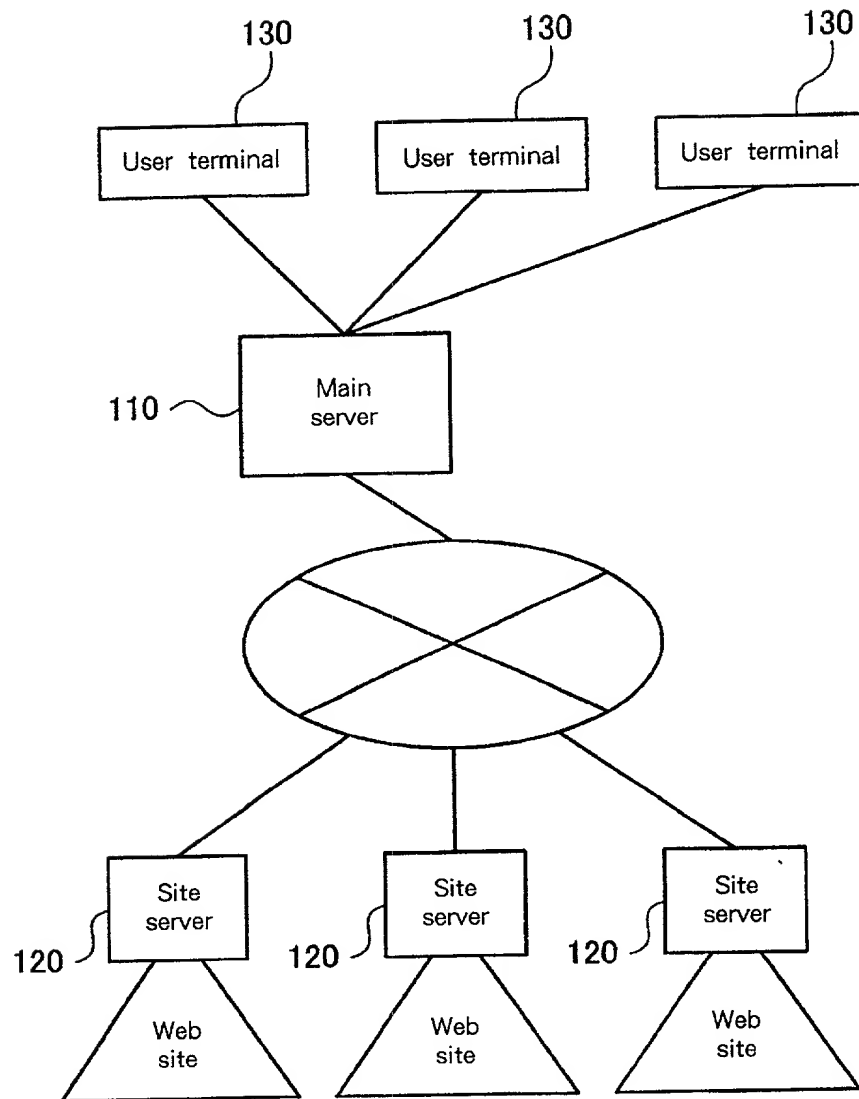 130
130
130
User terminal
User terminal
User terminal
110
Main
server
Site
server
Site
server
Site
server
120
120
120
Web
site
Web
site
Web
site